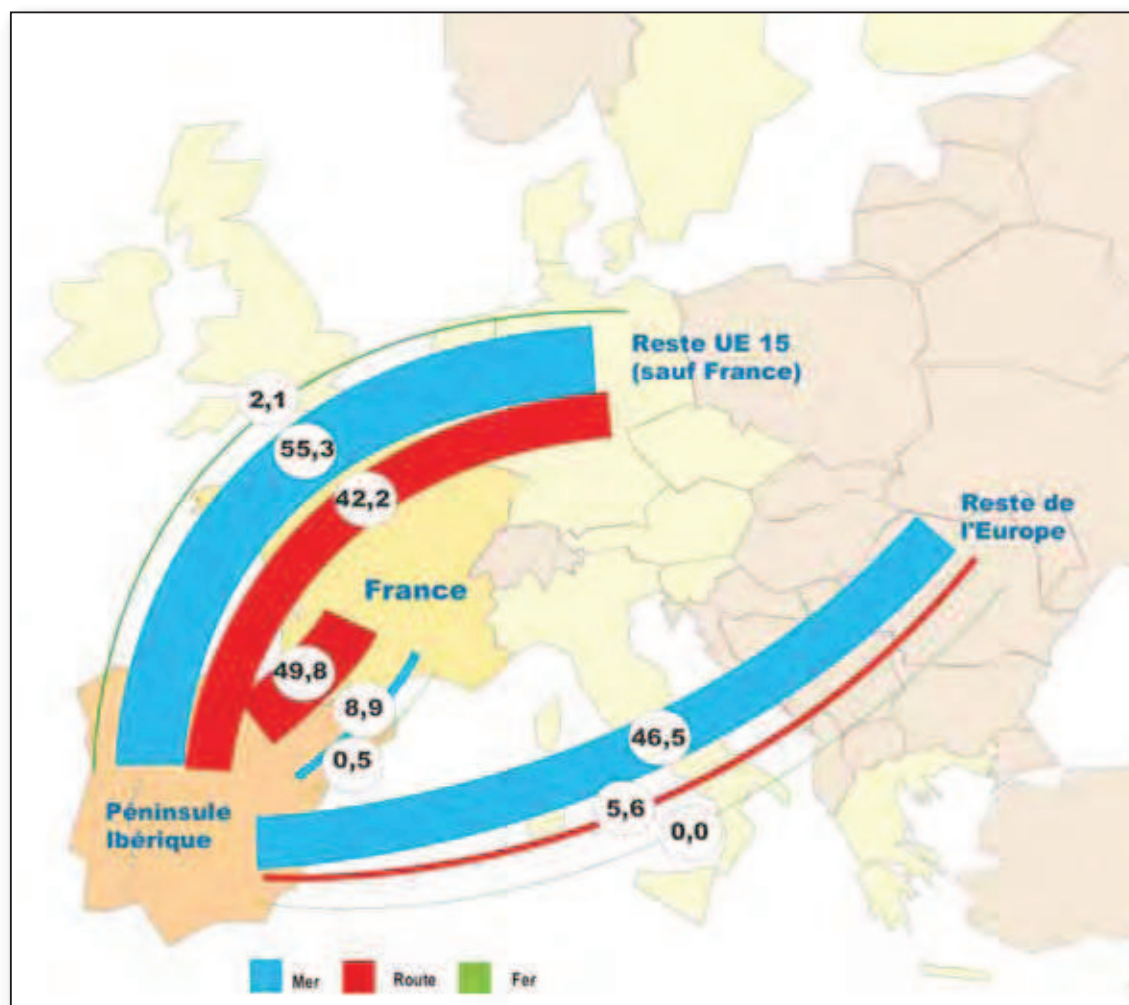 Reste UE 15
(sauf France)
2,1
55,3
42,2
Reste de
l'Europe
France
49,8
8,9
0,5
46,5
5,6
0,0
Péninsule
Ibérique
Mer
Route
Fer